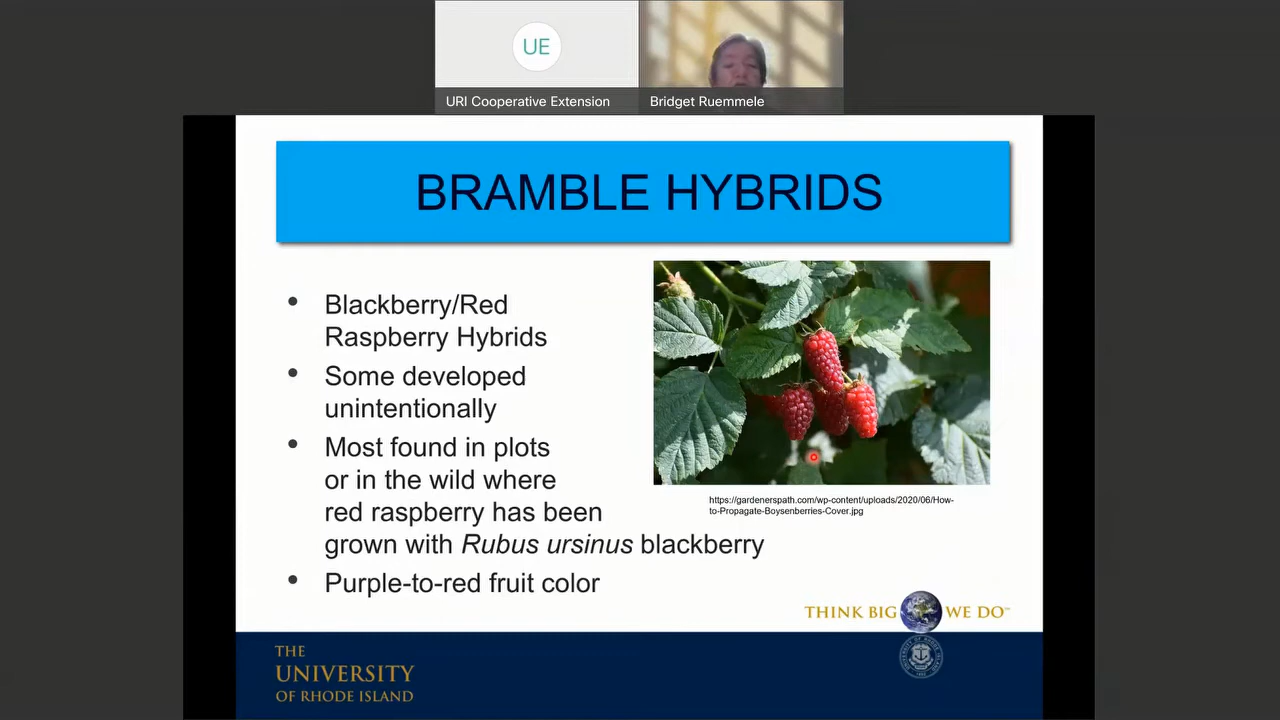 UE
URI Cooperative Extension
Bridget Ruemmele
BRAMBLE HYBRIDS
• Blackberry/Red
Raspberry Hybrids
• Some developed
unintentionally
• Most found in plots
or in the wild where
red raspberry has been
grown with Rubus ursinus blackberry
• Purple-to-red fruit color
https://gardenerspath.com/wp-content/uploads/2020/06/How-
to-Propagate-Boysenberries-Cover.jpg
THINK BIG WE DO™
THE
UNIVERSITY
OF RHODE ISLAND